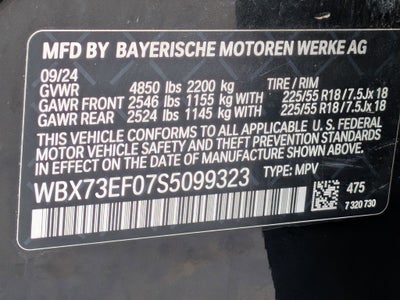 MFD BY BAYERISCHE MOTOREN WERKE AG
09/24
GVWR 4850 lbs 2200 kg TIRE / RIM
GAWR FRONT 2546 lbs 1155 kg WITH 225/55 R18 / 7.5Jx 18
GAWR REAR 2524 lbs 1145 kg WITH 225/55 R18 / 7.5Jx 18
THIS VEHICLE CONFORMS TO ALL APPLICABLE U.S. FEDERAL
MOTOR VEHICLE SAFETY AND THEFT PREVENTION STANDARDS
IN EFFECT ON THE DATE OF MANUFACTURE SHOWN ABOVE.
WBX73EF07S5099323 TYPE: MPV
475
7 320 730